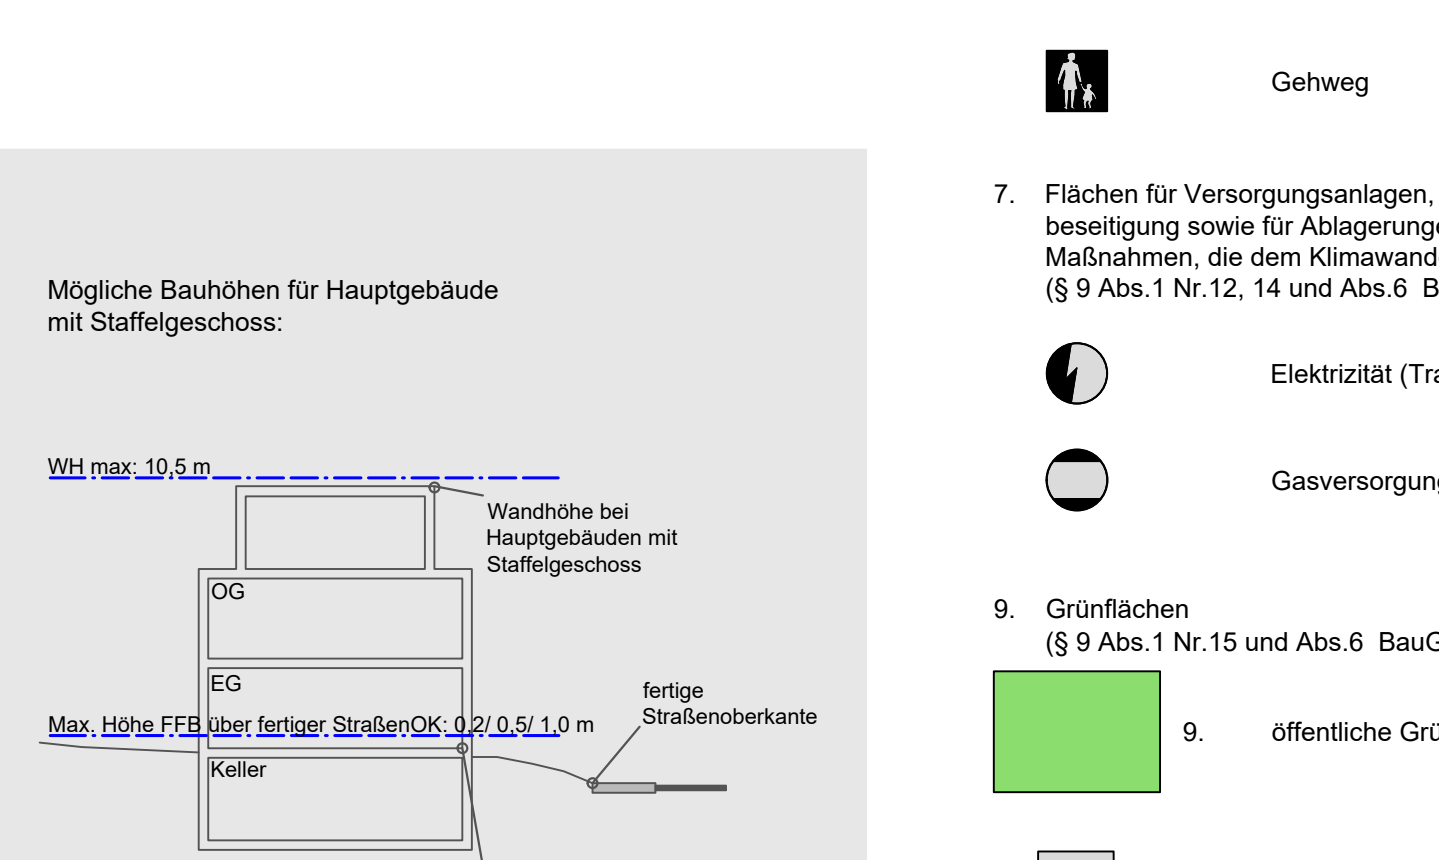 Mögliche Bauhöhen für Hauptgebäude
mit Staffelgeschoss:
WH max: 10,5 m
Wandhöhe bei
Hauptgebäuden mit
Staffelgeschoss
OG
EG
fertige
Straßenoberkante
Max. Höhe FFB über fertiger StraßenOK: 0,2/ 0,5/ 1,0 m
Keller
Gehweg
7. Flächen für Versorgungsanlagen,
beseitigung sowie für Ablagerunge
Maßnahmen, die dem Klimawand
(§ 9 Abs.1 Nr.12, 14 und Abs.6 B
Elektrizität (Tra
Gasversorgung
9. Grünflächen
(§ 9 Abs.1 Nr.15 und Abs.6 BauG
9. öffentliche Grü